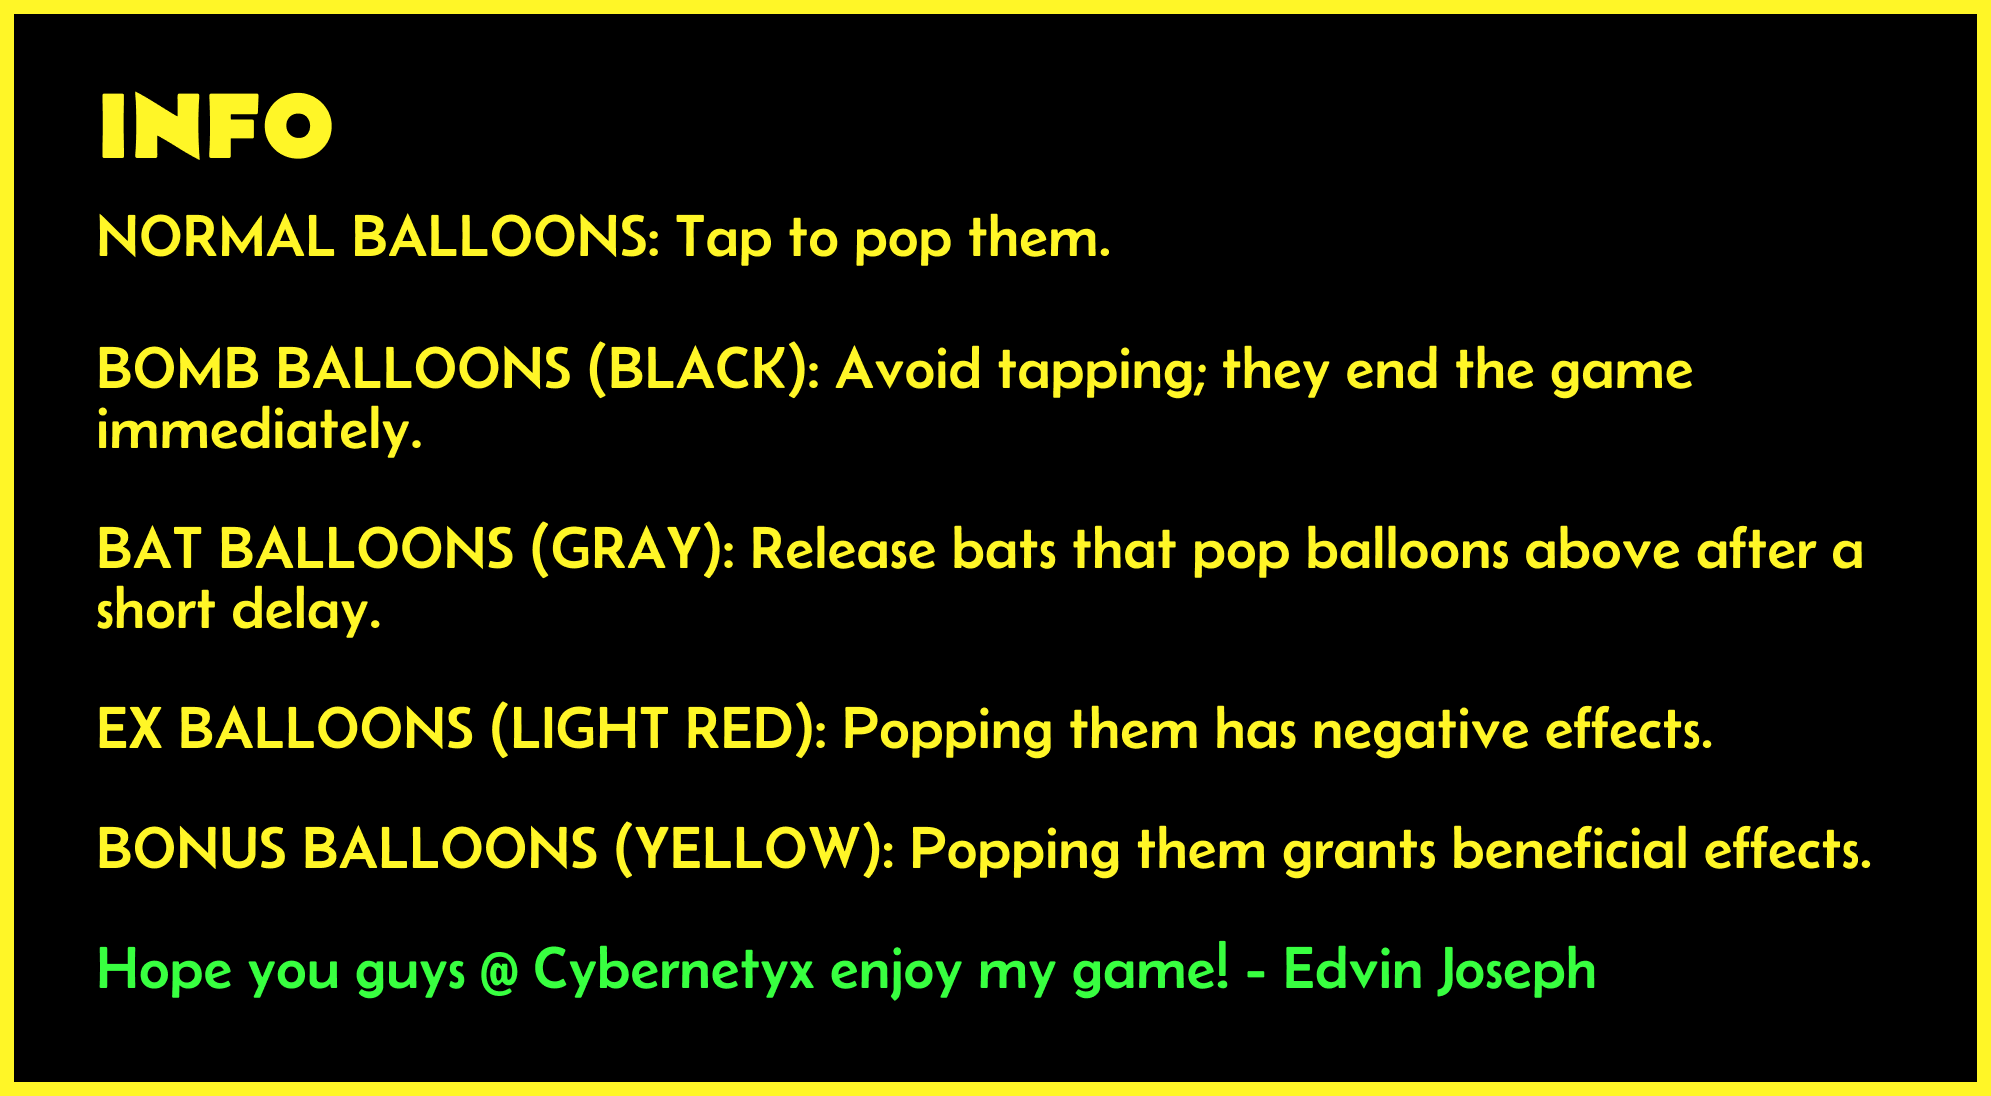 INFO
NORMAL BALLOONS: Tap to pop them.
BOMB BALLOONS (BLACK): Avoid tapping; they end the game
immediately.
BAT BALLOONS (GRAY): Release bats that pop balloons above after a
short delay.
EX BALLOONS (LIGHT RED): Popping them has negative effects.
BONUS BALLOONS (YELLOW): Popping them grants beneficial effects.
Hope you guys @ Cybernetyx enjoy my game! - Edvin Joseph